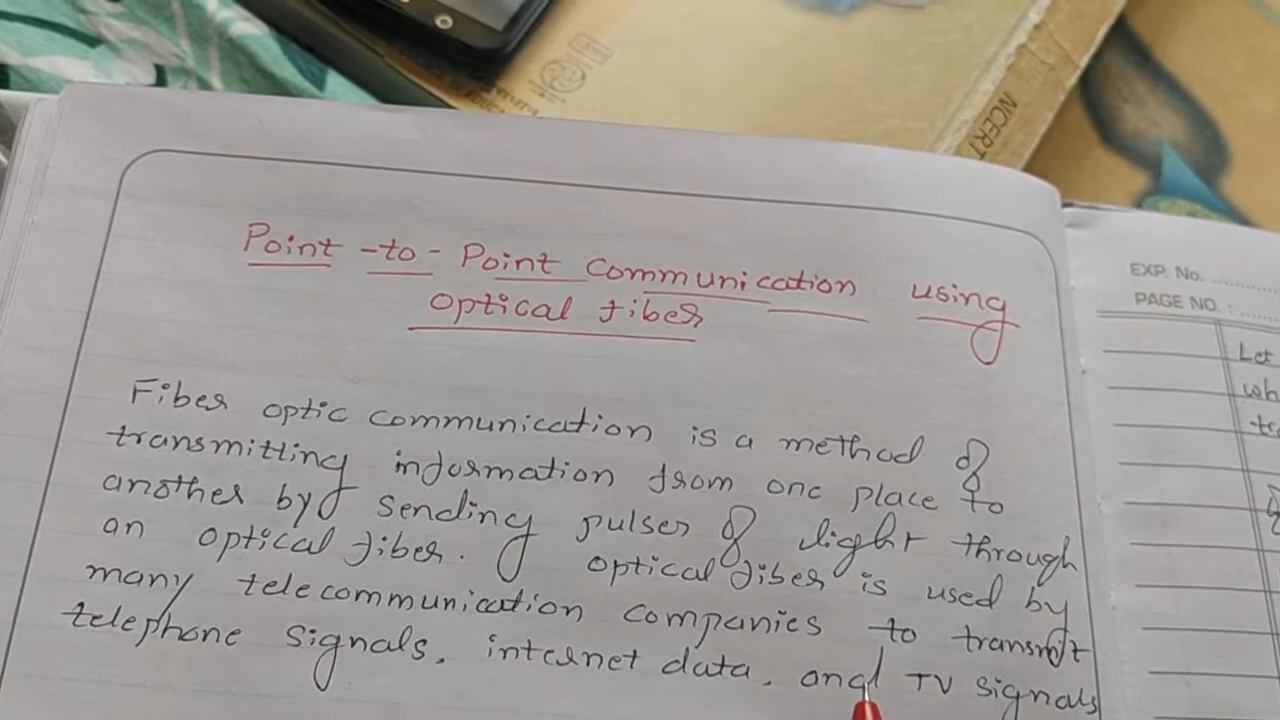 NCERT
Point-to-Point Communication using
Optical fiber
Fiber optic communication is a method of
transmitting information from one place to
another by sending pulses of light through
an optical fiber. Optical fiber is used by
many telecommunication companies to transmit
telephone signals, internet data, and TV signals
EXP. No.
PAGE NO. :
Let
wh